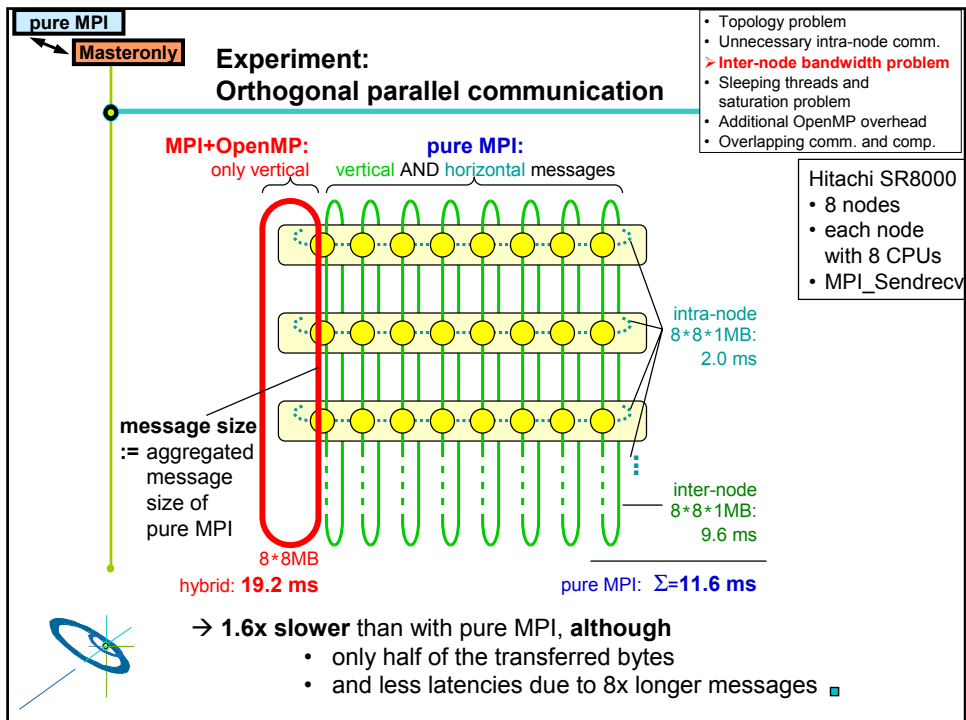 pure MPI
Masteronly
Experiment:
Orthogonal parallel communication
• Topology problem
• Unnecessary intra-node comm.
➢ Inter-node bandwidth problem
• Sleeping threads and
saturation problem
• Additional OpenMP overhead
• Overlapping comm. and comp.
MPI+OpenMP:
only vertical
pure MPI:
vertical AND horizontal messages
Hitachi SR8000
• 8 nodes
• each node
with 8 CPUs
• MPI_Sendrecv
intra-node
8*8*1MB:
2.0 ms
message size
:= aggregated
message
size of
pure MPI
inter-node
8*8*1MB:
9.6 ms
8*8MB
hybrid: 19.2 ms
pure MPI: Σ=11.6 ms
→ 1.6x slower than with pure MPI, although
• only half of the transferred bytes
• and less latencies due to 8x longer messages